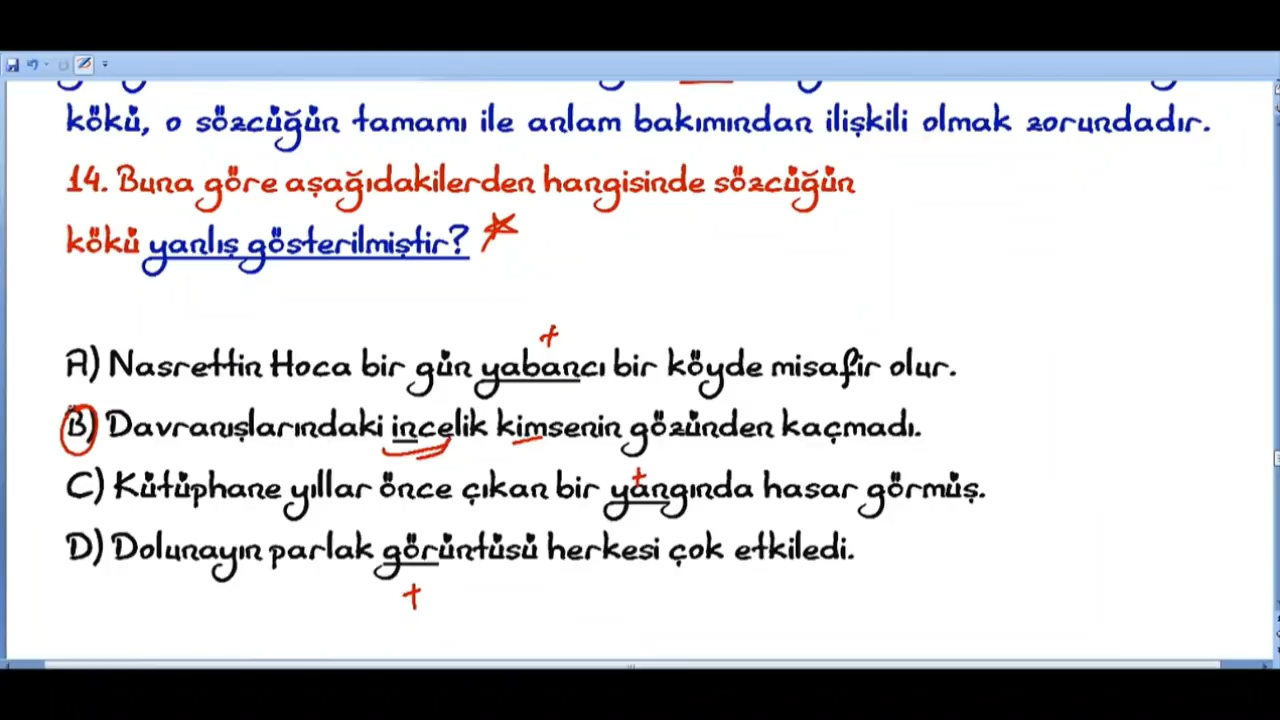 kökü, o sözcüğün tamamı ile anlam bakımından ilişkili olmak zorundadır.
14. Buna göre aşağıdakilerden hangisinde sözcüğün
kökü yanlış gösterilmiştir?
A) Nasrettin Hoca bir gün yabancı bir köyde misafir olur.
B) Davranışlarındaki incelik kimsenin gözünden kaçmadı.
C) Kütüphane yıllar önce çıkan bir yangında hasar görmüş.
D) Dolunayın parlak görüntüsü herkesi çok etkiledi.